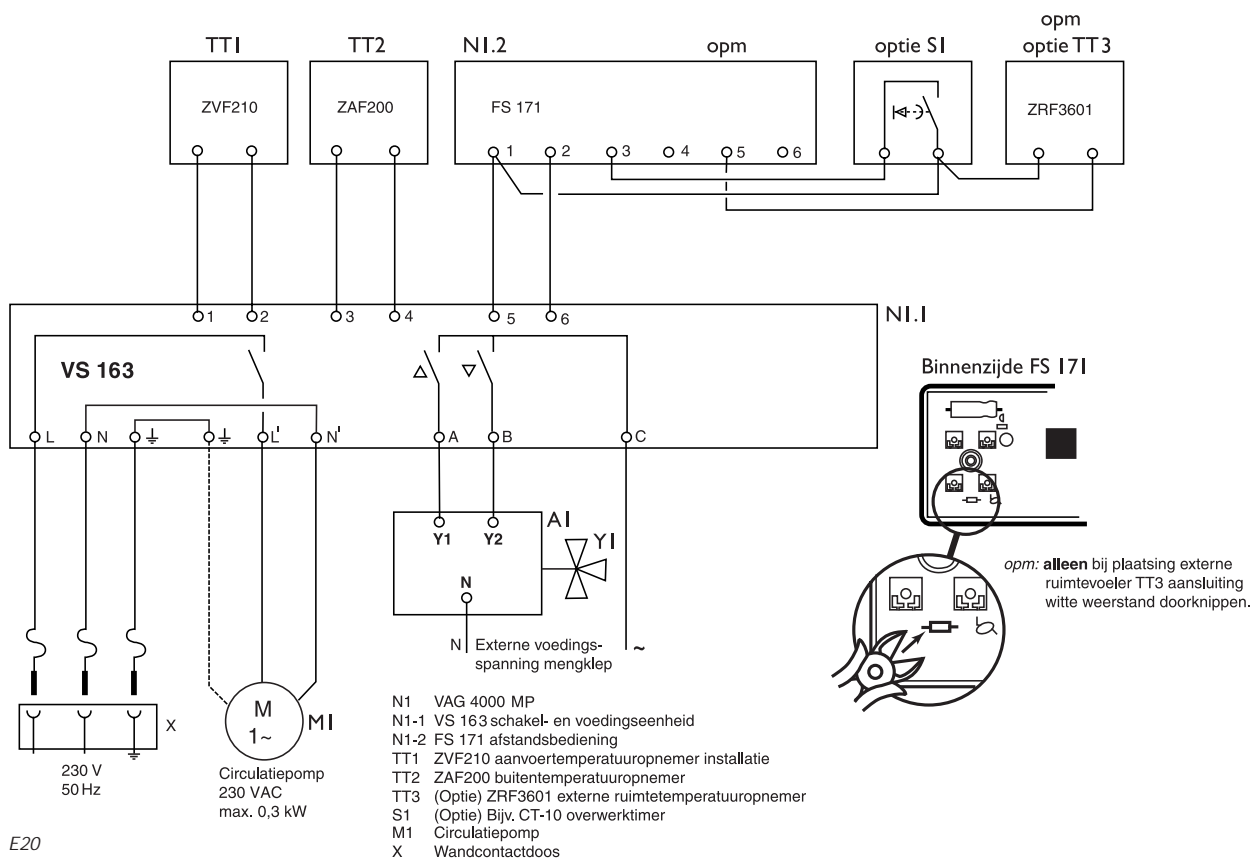 opm
TT1
TT2
N1.2
opm
optie S1
optie TT3
ZVF210
ZAF200
FS 171
ZRF3601
1
2
3
4
5
6
1
2
3
4
5
6
N1.1
VS 163
Binnenzijde FS 171
L
N
L'
N'
A
B
C
A1
Y1
Y2
Y1
N
opm: alleen bij plaatsing externe
ruimtevoeler TT3 aansluiting
witte weerstand doorknippen.
N
Externe voedings-
spanning mengklep
~
X
M
1~
M1
230 V
50 Hz
Circulatiepomp
230 VAC
max. 0,3 kW
N1 VAG 4000 MP
N1-1 VS 163 schakel- en voedingseenheid
N1-2 FS 171 afstandsbediening
TT1 ZVF210 aanvoertemperatuuropnemer installatie
TT2 ZAF200 buitentemperatuuropnemer
TT3 (Optie) ZRF3601 externe ruimtetemperatuuropnemer
S1 (Optie) Bijv. CT-10 overwerktimer
M1 Circulatiepomp
X Wandcontactdoos
E20